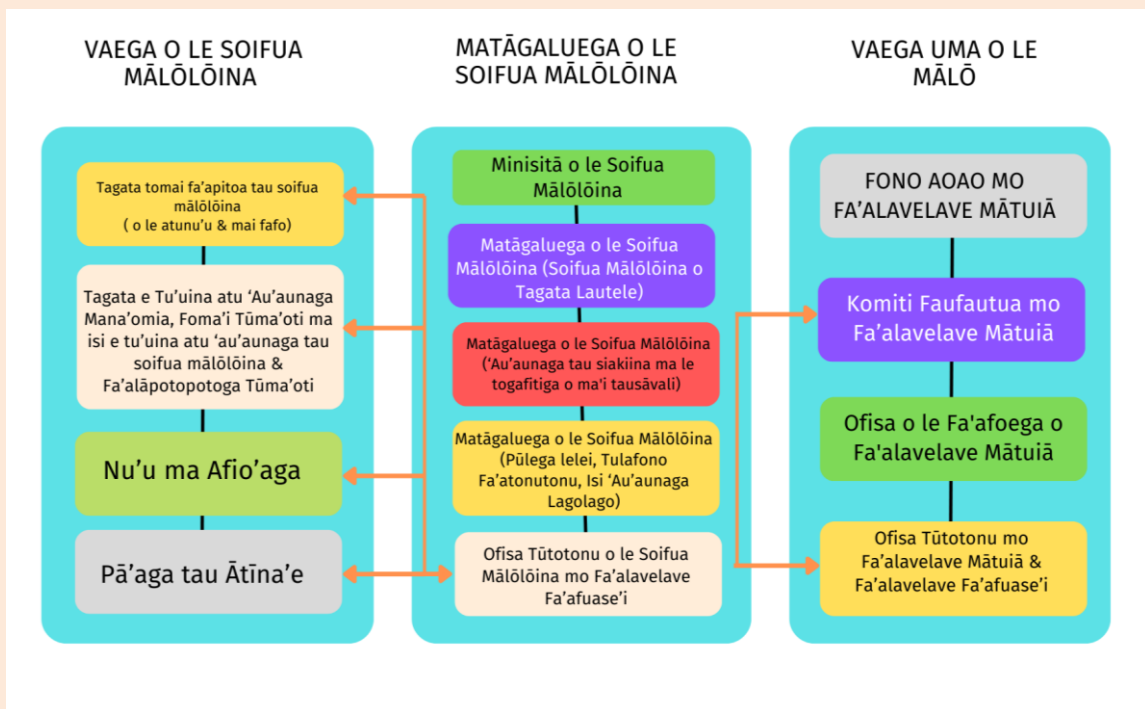 VAEGA O LE SOIFUA
MĀLŌLŌINA
Tagata tomai fa'apitoa tau soifua
mālōlōina
( o le atunu'u & mai fafo)
Tagata e Tu'uina atu 'Au'aunaga
Mana'omia, Foma'i Tūma'oti ma
isi e tu'uina atu 'au'aunaga tau
soifua mālōlōina &
Fa'alāpotopotoga Tūma'oti
Nu'u ma Afio'aga
Pā'aga tau Ātīna'e
MATĀGALUEGA O LE
SOIFUA MĀLŌLŌINA
Minisitā o le Soifua
Mālōlōina
Matāgaluega o le Soifua
Mālōlōina (Soifua Mālōlōina o
Tagata Lautele)
Matāgaluega o le Soifua Mālōlōina
('Au'aunaga tau siakiina ma le
togafitiga o ma'i tausāvali)
Matāgaluega o le Soifua Mālōlōina
(Pūlega lelei, Tulafono
Fa'atonutonu, Isi 'Au'aunaga
Lagolago)
Ofisa Tūtotonu o le Soifua
Mālōlōina mo Fa'alavelave
Fa'afuase'i
VAEGA UMA O LE
MĀLŌ
FONO AOAO MO
FA'ALAVELAVE MĀTUIĀ
Komiti Faufautua mo
Fa'alavelave Mātuiā
Ofisa o le Fa'afoega o
Fa'alavelave Mātuiā
Ofisa Tūtotonu mo
Fa'alavelave Mātuiā &
Fa'alavelave Fa'afuase'i